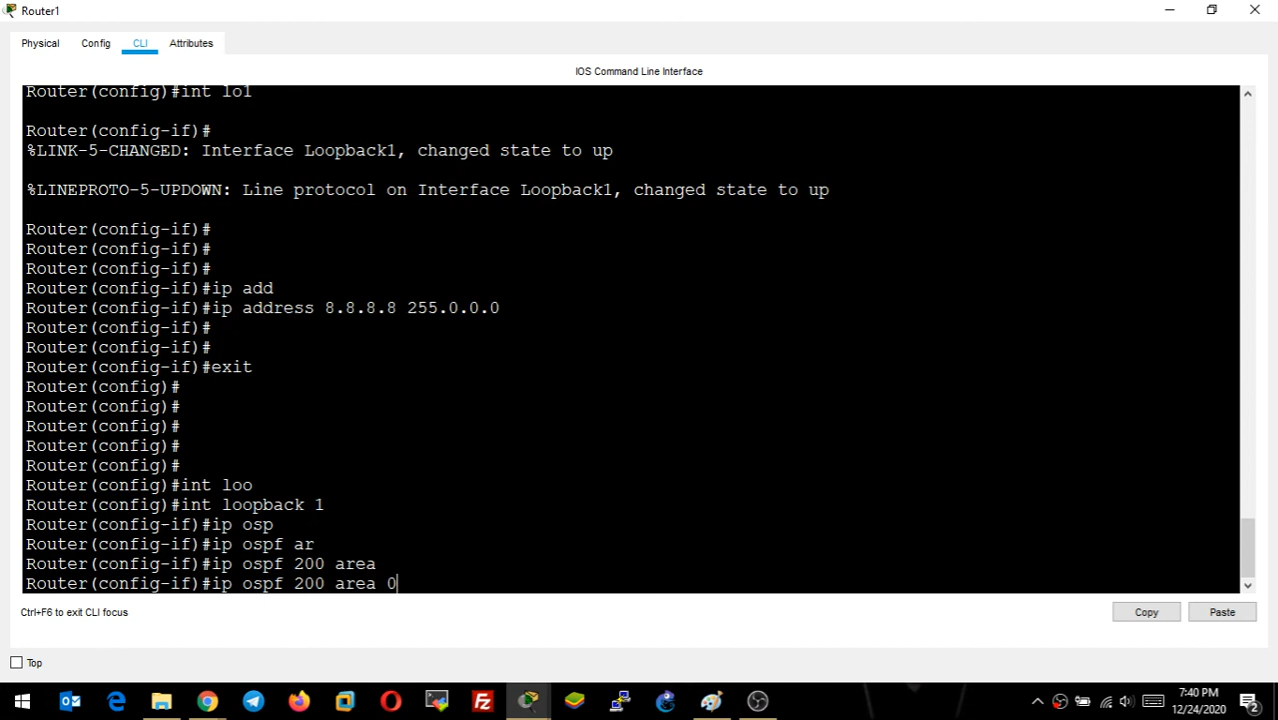 Router1
Physical Config CLI Attributes
IOS Command Line Interface
Router(config)#int lo1
Router(config-if)#
%LINK-5-CHANGED: Interface Loopback1, changed state to up
%LINEPROTO-5-UPDOWN: Line protocol on Interface Loopback1, changed state to up
Router(config-if)#
Router(config-if)#
Router(config-if)#
Router(config-if)#ip add
Router(config-if)#ip address 8.8.8.8 255.0.0.0
Router(config-if)#
Router(config-if)#
Router(config-if)#exit
Router(config)#
Router(config)#
Router(config)#
Router(config)#
Router(config)#
Router(config)#int loo
Router(config)#int loopback 1
Router(config-if)#ip osp
Router(config-if)#ip ospf ar
Router(config-if)#ip ospf 200 area
Router(config-if)#ip ospf 200 area 0
Ctrl+F6 to exit CLI focus
Copy Paste
Top
7:40 PM
12/24/2020
2